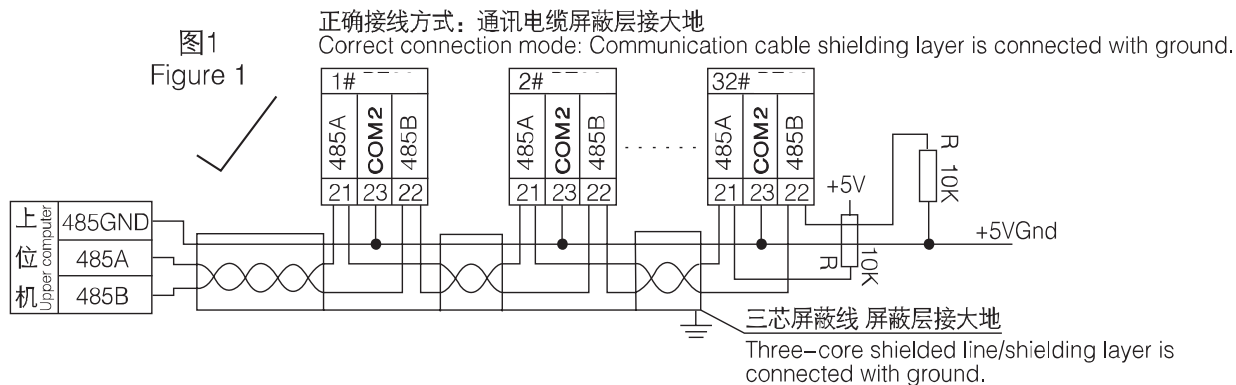 图1
Figure 1
正确接线方式：通讯电缆屏蔽层接大地
Correct connection mode: Communication cable shielding layer is connected with ground.
1#
485A
COM2
485B
21
23
22
2#
485A
COM2
485B
21
23
22
32#
485A
COM2
485B
21
23
22
+5V
R 10K
R 10K
+5VGnd
上位机
Upper computer
485GND
485A
485B
三芯屏蔽线 屏蔽层接大地
Three-core shielded line/shielding layer is
connected with ground.